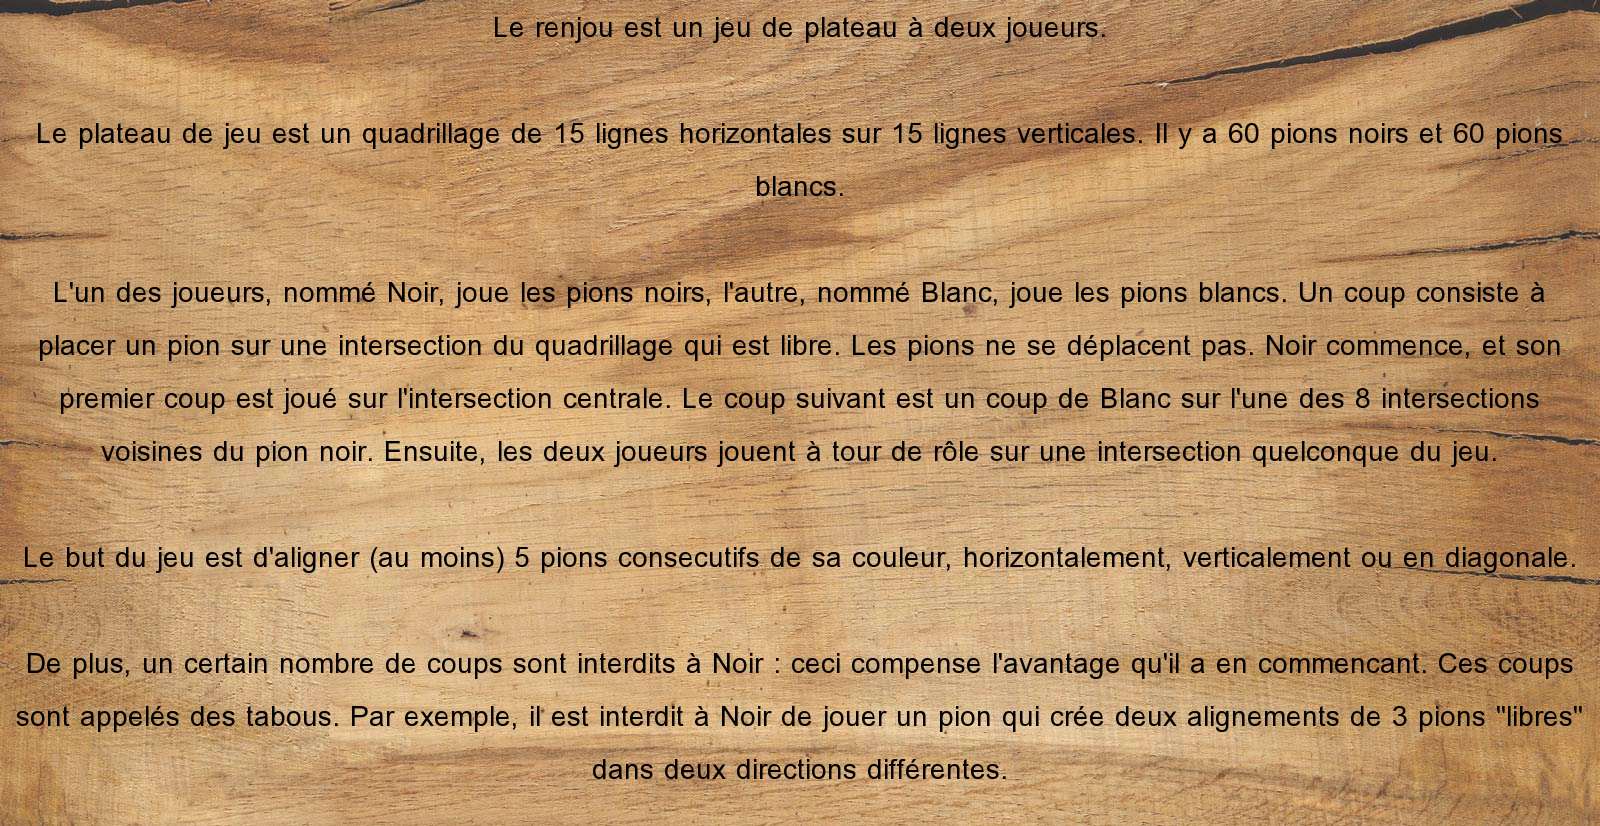 Le renjou est un jeu de plateau à deux joueurs.
Le plateau de jeu est un quadrillage de 15 lignes horizontales sur 15 lignes verticales. Il y a 60 pions noirs et 60 pions
blancs.
L'un des joueurs, nommé Noir, joue les pions noirs, l'autre, nommé Blanc, joue les pions blancs. Un coup consiste à
placer un pion sur une intersection du quadrillage qui est libre. Les pions ne se déplacent pas. Noir commence, et son
premier coup est joué sur l'intersection centrale. Le coup suivant est un coup de Blanc sur l'une des 8 intersections
voisines du pion noir. Ensuite, les deux joueurs jouent à tour de rôle sur une intersection quelconque du jeu.
Le but du jeu est d'aligner (au moins) 5 pions consecutifs de sa couleur, horizontalement, verticalement ou en diagonale.
De plus, un certain nombre de coups sont interdits à Noir : ceci compense l'avantage qu'il a en commencant. Ces coups
sont appelés des tabous. Par exemple, il est interdit à Noir de jouer un pion qui crée deux alignements de 3 pions "libres"
dans deux directions différentes.